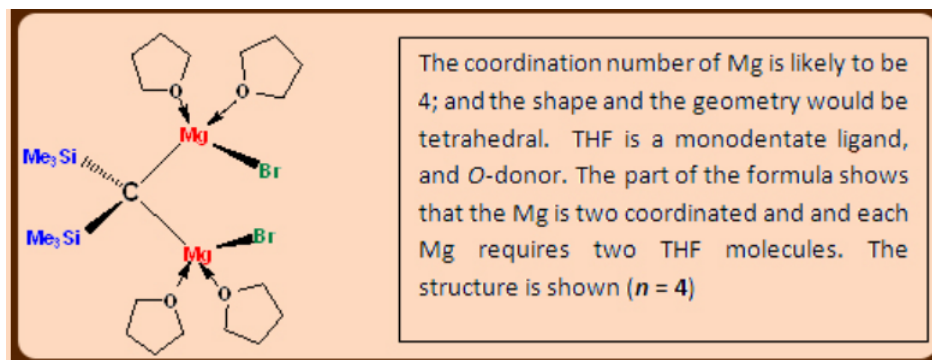 O
O
Mg
Me3Si
Br
C
Me3Si
Br
Mg
O
O
The coordination number of Mg is likely to be
4; and the shape and the geometry would be
tetrahedral. THF is a monodentate ligand,
and O-donor. The part of the formula shows
that the Mg is two coordinated and and each
Mg requires two THF molecules. The
structure is shown (n = 4)